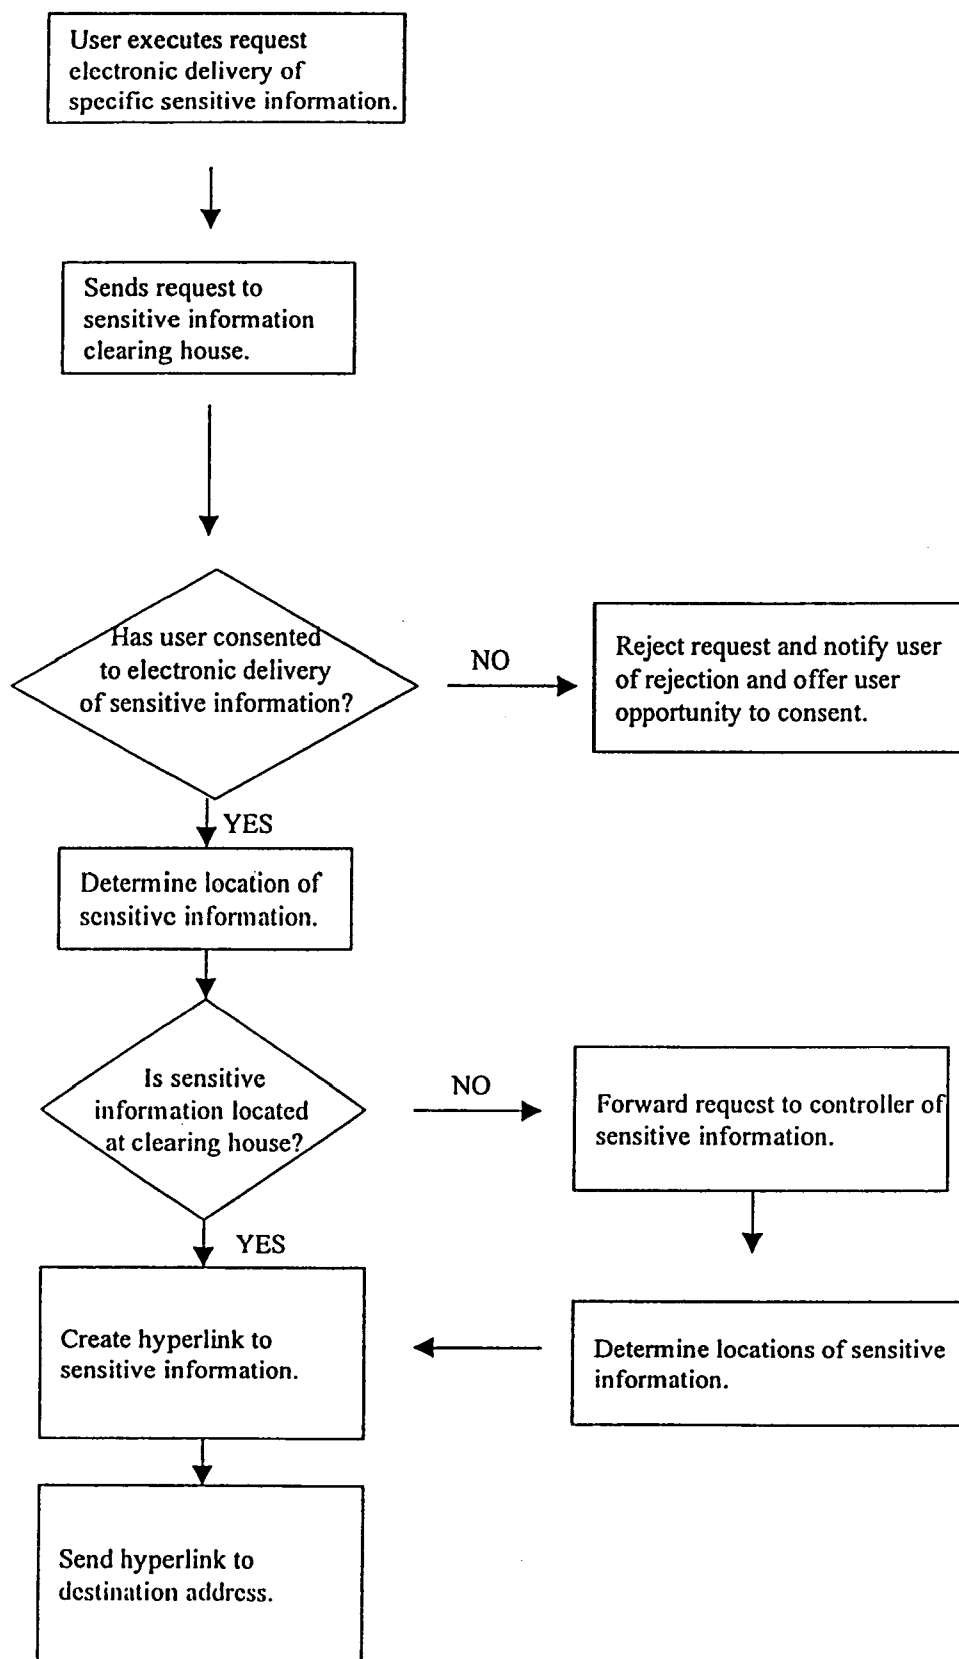 User executes request
electronic delivery of
specific sensitive information.
Sends request to
sensitive information
clearing house.
Has user consented
to electronic delivery
of sensitive information?
NO
Reject request and notify user
of rejection and offer user
opportunity to consent.
YES
Determine location of
sensitive information.
Is sensitive
information located
at clearing house?
NO
Forward request to controller of
sensitive information.
YES
Create hyperlink to
sensitive information.
Determine locations of sensitive
information.
Send hyperlink to
destination address.